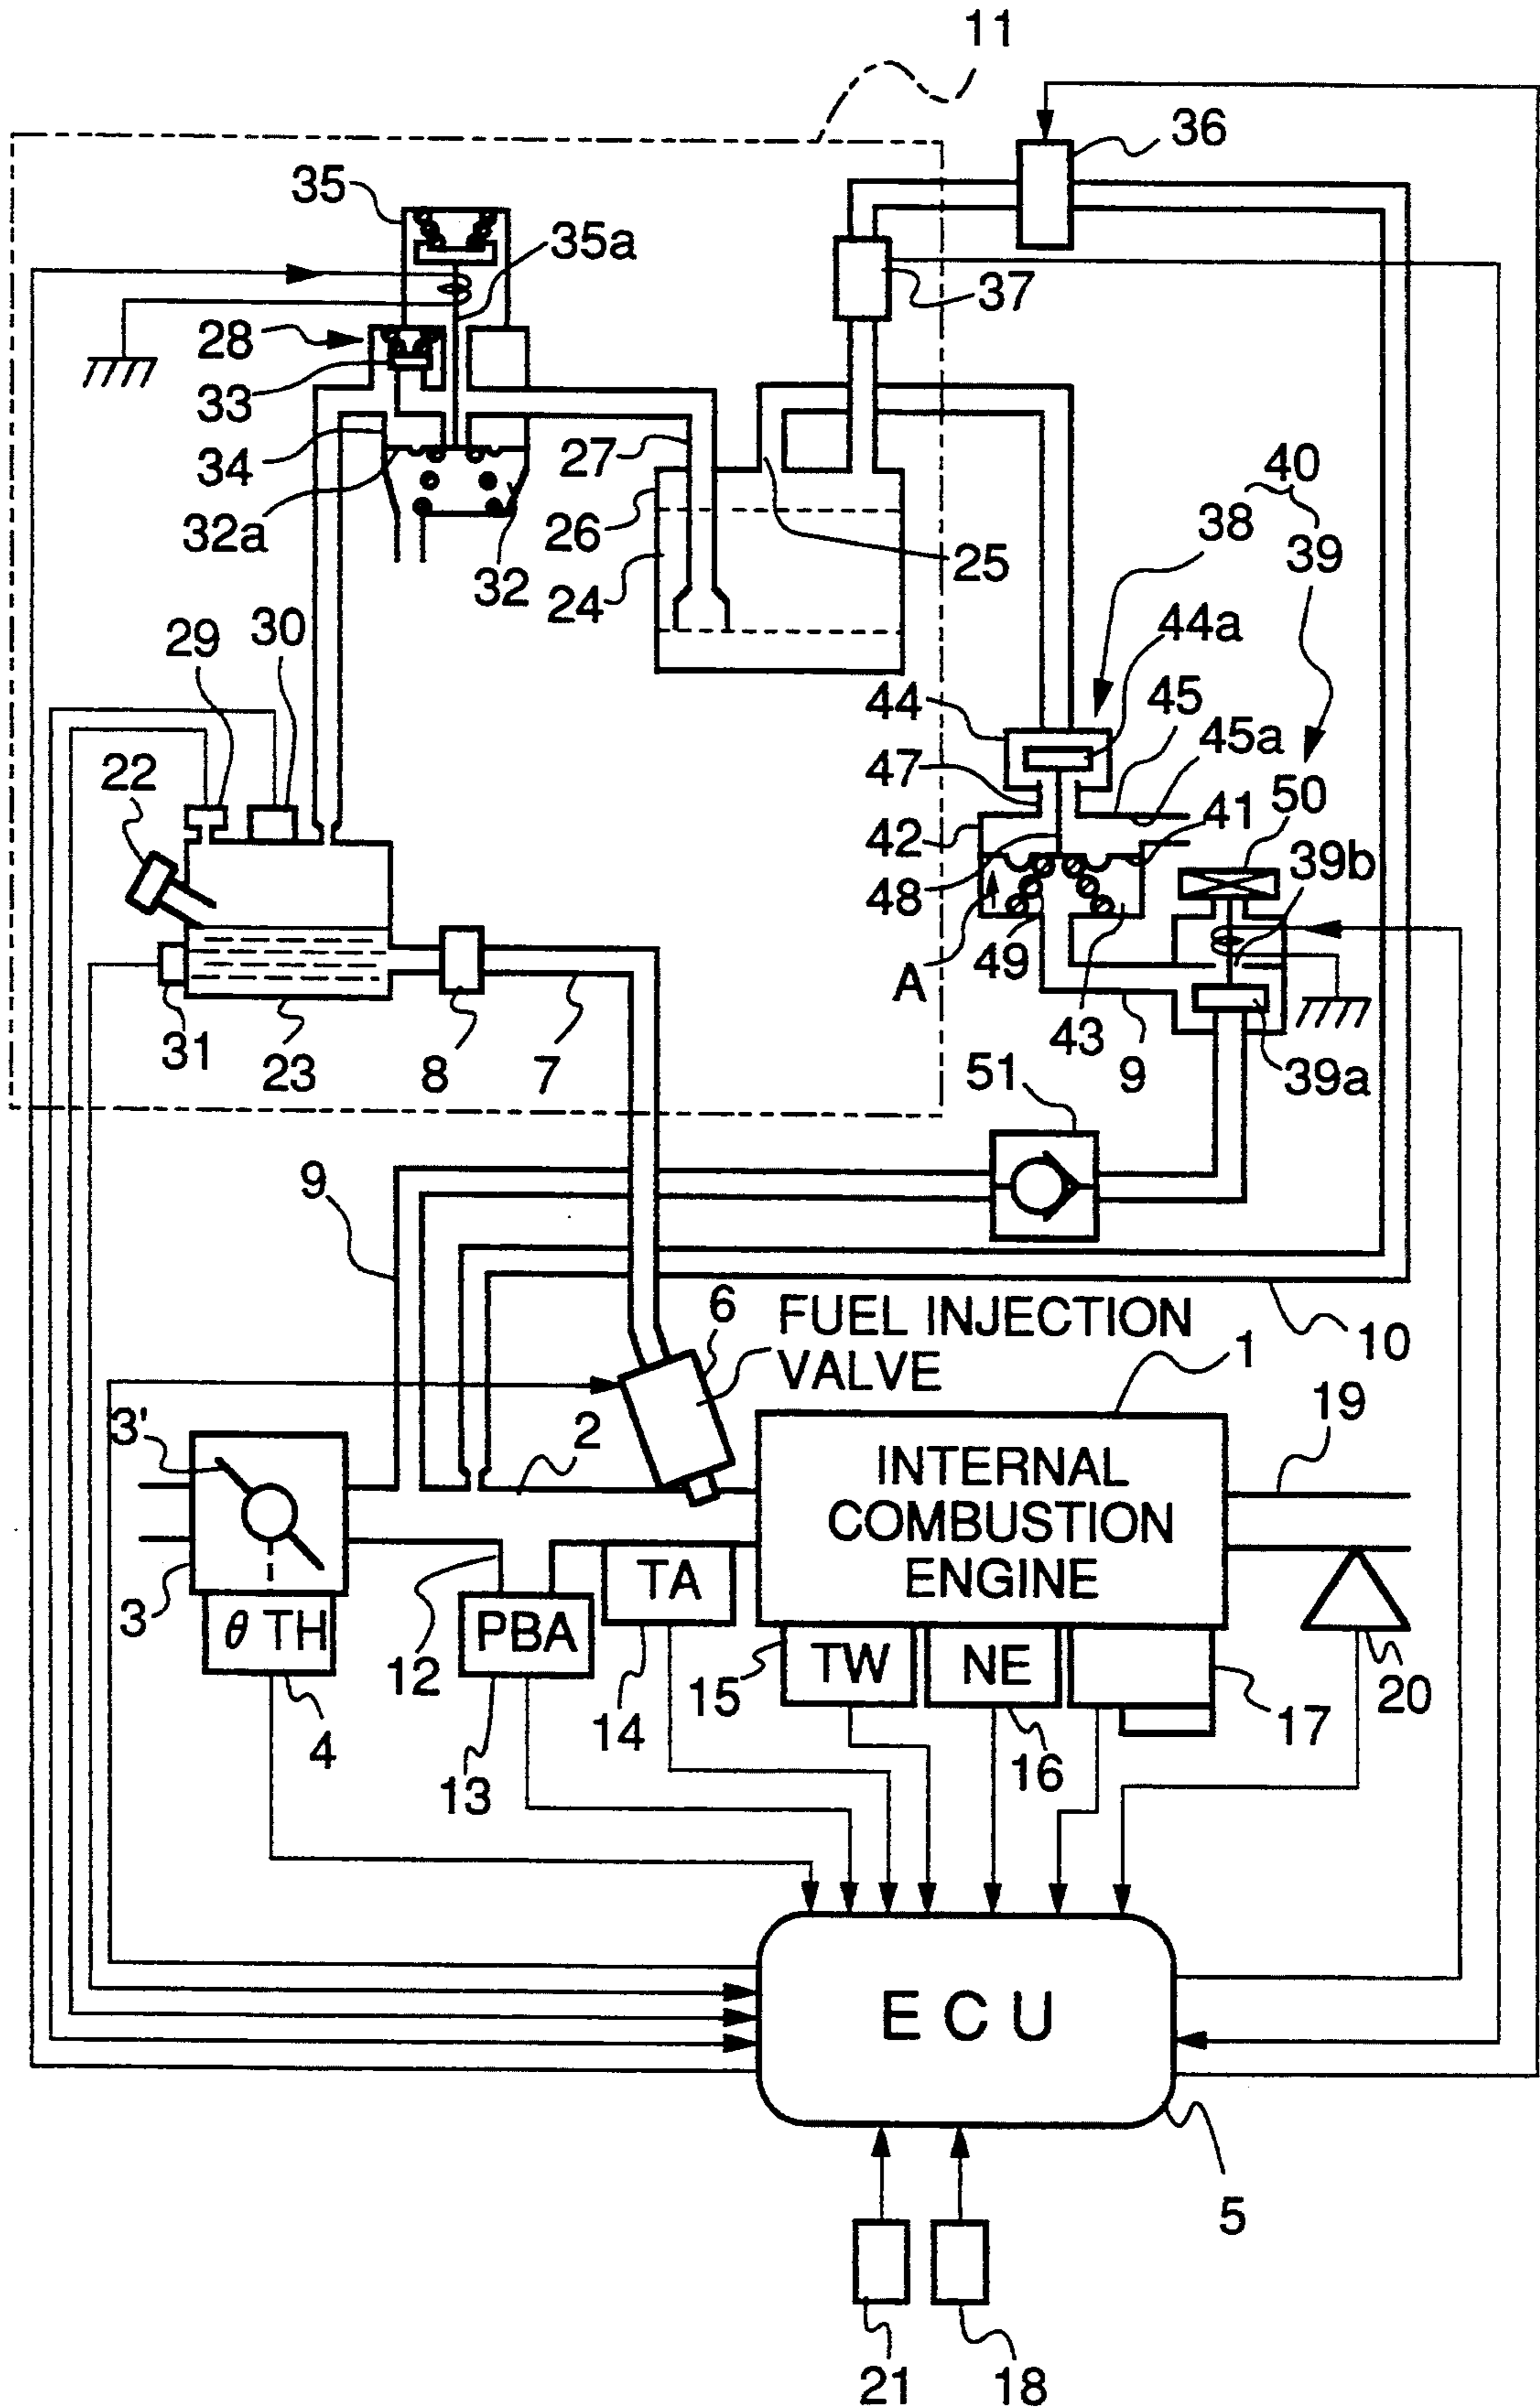 11
36
35
35a
37
28
33
34
32a
27
26
24
32
25
40
38
39
29
30
44a
44
45
45a
22
47
41
50
42
39b
48
A
49
43
9
39a
31
23
8
7
51
9
6
FUEL INJECTION
VALVE
10
1
19
3'
2
INTERNAL
COMBUSTION
ENGINE
TA
3
θ TH
12
PBA
15
TW
NE
4
13
14
16
17
20
ECU
5
21
18